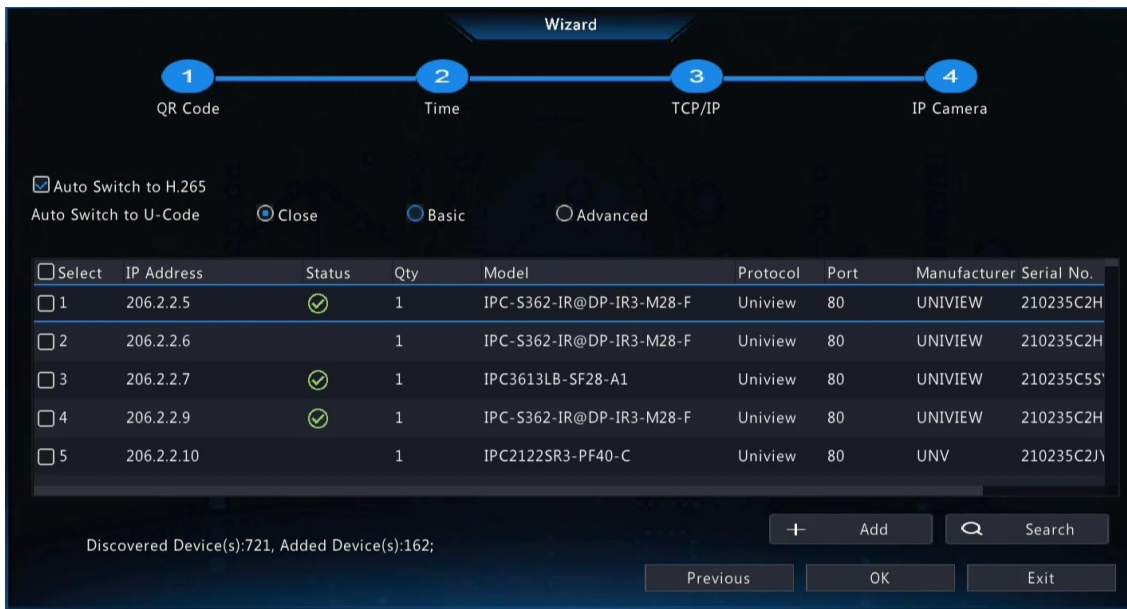 Wizard
1 2 3 4
QR Code Time TCP/IP IP Camera
Auto Switch to H.265
Auto Switch to U-Code Close Basic Advanced
Select IP Address Status Qty Model Protocol Port Manufacturer Serial No.
1 206.2.2.5 1 IPC-S362-IR@DP-IR3-M28-F Uniview 80 UNIVIEW 210235C2H
2 206.2.2.6 1 IPC-S362-IR@DP-IR3-M28-F Uniview 80 UNIVIEW 210235C2H
3 206.2.2.7 1 IPC3613LB-SF28-A1 Uniview 80 UNIVIEW 210235C5S
4 206.2.2.9 1 IPC-S362-IR@DP-IR3-M28-F Uniview 80 UNIVIEW 210235C2H
5 206.2.2.10 1 IPC2122SR3-PF40-C Uniview 80 UNV 210235C2J
Add Search
Discovered Device(s):721, Added Device(s):162;
Previous OK Exit